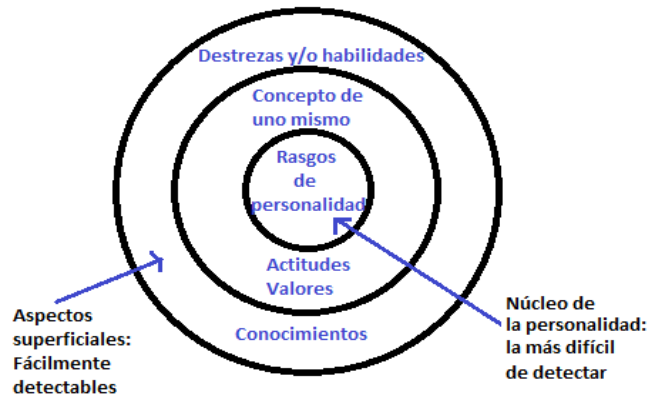 Destrezas y/o habilidades
Concepto de
uno mismo
Rasgos
de
personalidad
Actitudes
Valores
Conocimientos
Aspectos
superficiales:
Fácilmente
detectables
Núcleo de
la personalidad:
la más difícil
de detectar